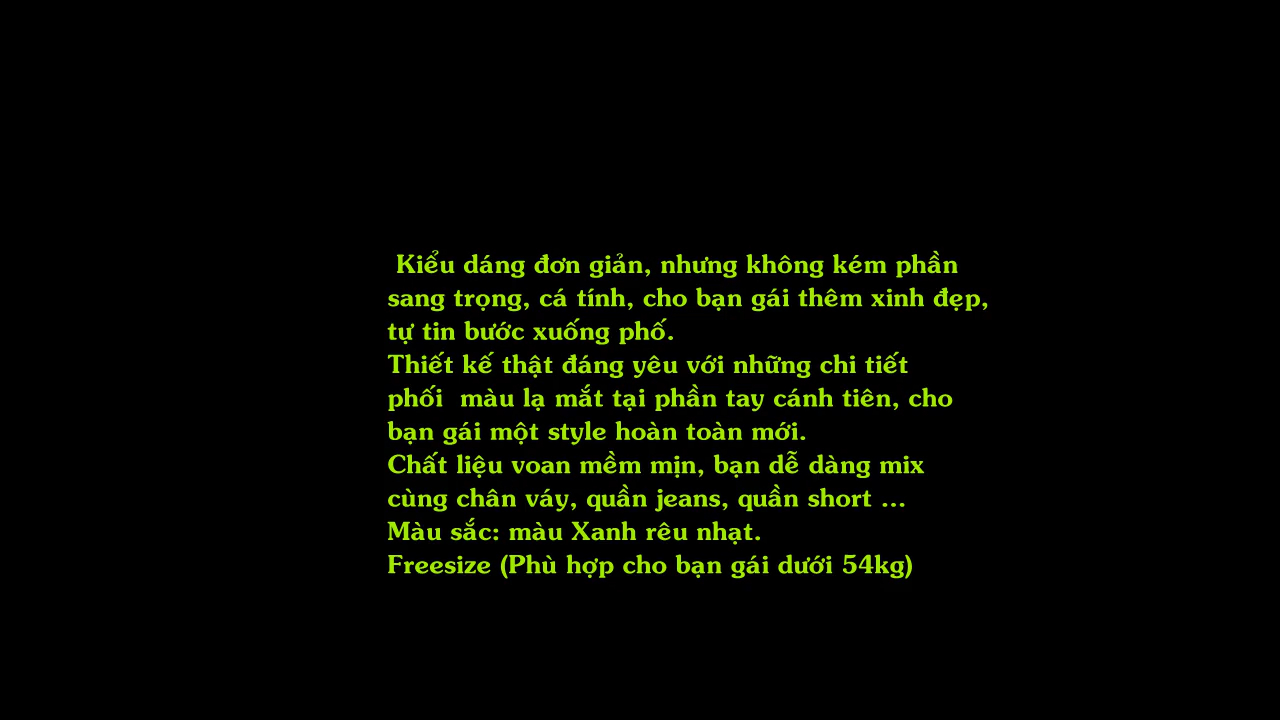 Kiểu dáng đơn giản, nhưng không kém phần
sang trọng, cá tính, cho bạn gái thêm xinh đẹp,
tự tin bước xuống phố.
Thiết kế thật đáng yêu với những chi tiết
phối  màu lạ mắt tại phần tay cánh tiên, cho
bạn gái một style hoàn toàn mới.
Chất liệu voan mềm mịn, bạn dễ dàng mix
cùng chân váy, quần jeans, quần short ...
Màu sắc: màu Xanh rêu nhạt.
Freesize (Phù hợp cho bạn gái dưới 54kg)